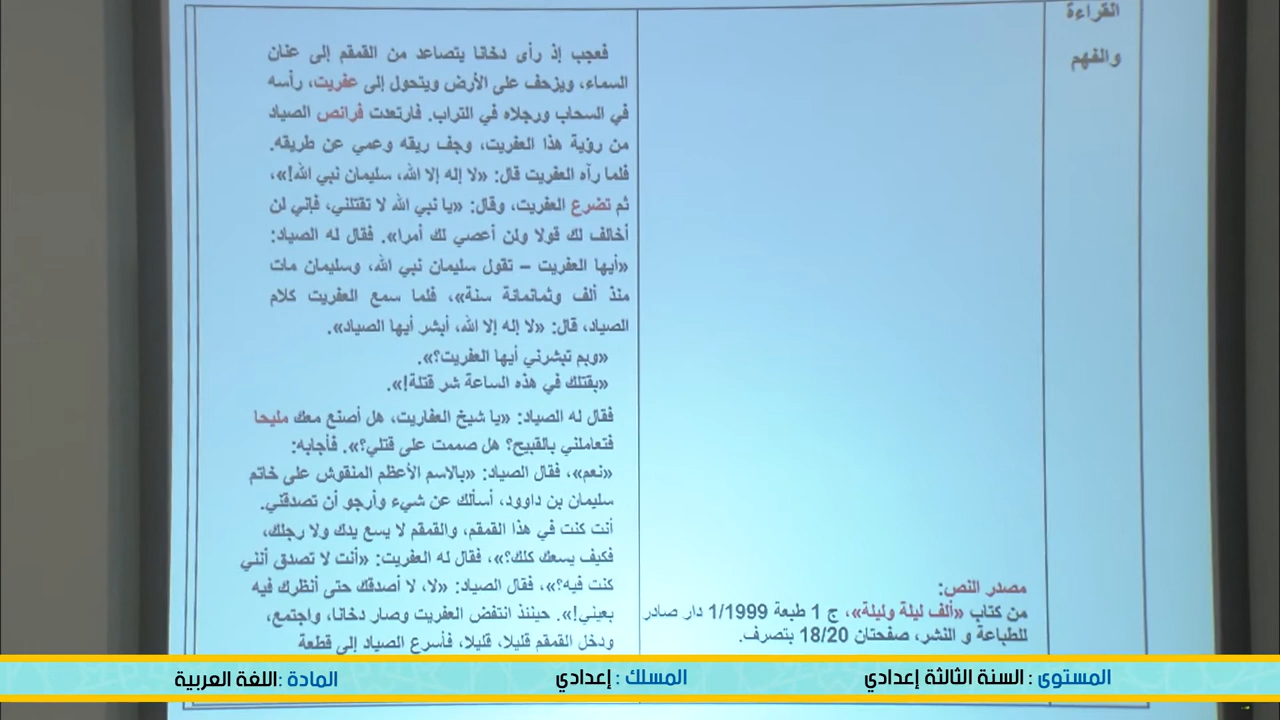 القراءة
والفهم
مصدر النص:
من كتاب «ألف ليلة وليلة»، ج 1 طبعة 1/1999 دار صادر
للطباعة و النشر، صفحتان 18/20 بتصرف.
فعجب إذ رأى دخانا يتصاعد من القمقم إلى عنان
السماء، ويزحف على الأرض ويتحول إلى عفريت، رأسه
في السحاب ورجلاه في التراب. فارتعدت فرائص الصياد
من رؤية هذا العفريت، وجف ريقه وعمي عن طريقه.
فلما رآه العفريت قال: «لا إله إلا الله، سليمان نبي الله!»،
ثم تضرع العفريت، وقال: «يا نبي الله لا تقتلني، فإني لن
أخالف لك قولا ولن أعصي لك أمرا». فقال له الصياد:
«أيها العفريت – تقول سليمان نبي الله، وسليمان مات
منذ ألف وثمانمائة سنة»، فلما سمع العفريت كلام
الصياد، قال: «لا إله إلا الله، أبشر أيها الصياد».
«وبم تبشرني أيها العفريت؟».
«بقتلك في هذه الساعة شر قتلة!».
فقال له الصياد: «يا شيخ العفاريت، هل أصنع معك مليحا
فتعاملني بالقبيح؟ هل صممت على قتلي؟». فأجابه:
«نعم»، فقال الصياد: «بالاسم الأعظم المنقوش على خاتم
سليمان بن داوود، أسألك عن شيء وأرجو أن تصدقني.
أنت كنت في هذا القمقم، والقمقم لا يسع يدك ولا رجلك،
فكيف يسعك كلك؟»، فقال له العفريت: «أنت لا تصدق أنني
كنت فيه؟»، فقال الصياد: «لا، لا أصدقك حتى أنظرك فيه
بعيني!». حينئذ انتفض العفريت وصار دخانا، واجتمع،
ودخل القمقم قليلا، قليلا، فأسرع الصياد إلى قطعة
المستوى : السنة الثالثة إعدادي
المسلك : إعدادي
المادة :اللغة العربية